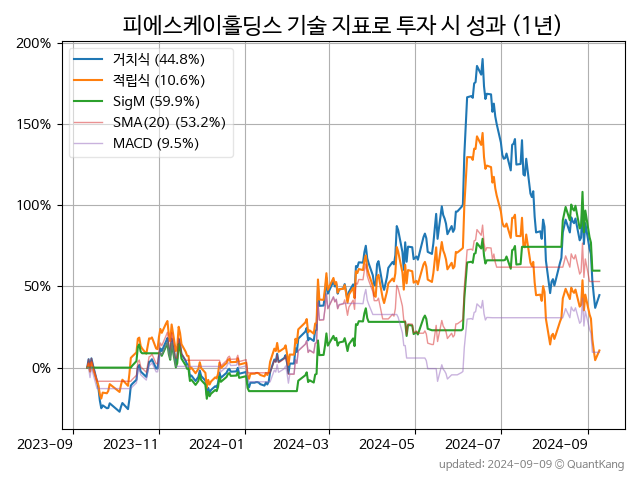 피에스케이홀딩스 기술 지표로 투자 시 성과 (1년)
200%
150%
100%
50%
0%
거치식 (44.8%)
적립식 (10.6%)
SigM (59.9%)
SMA(20) (53.2%)
MACD (9.5%)
2023-09 2023-11 2024-01 2024-03 2024-05 2024-07 2024-09
updated: 2024-09-09 © QuantKang